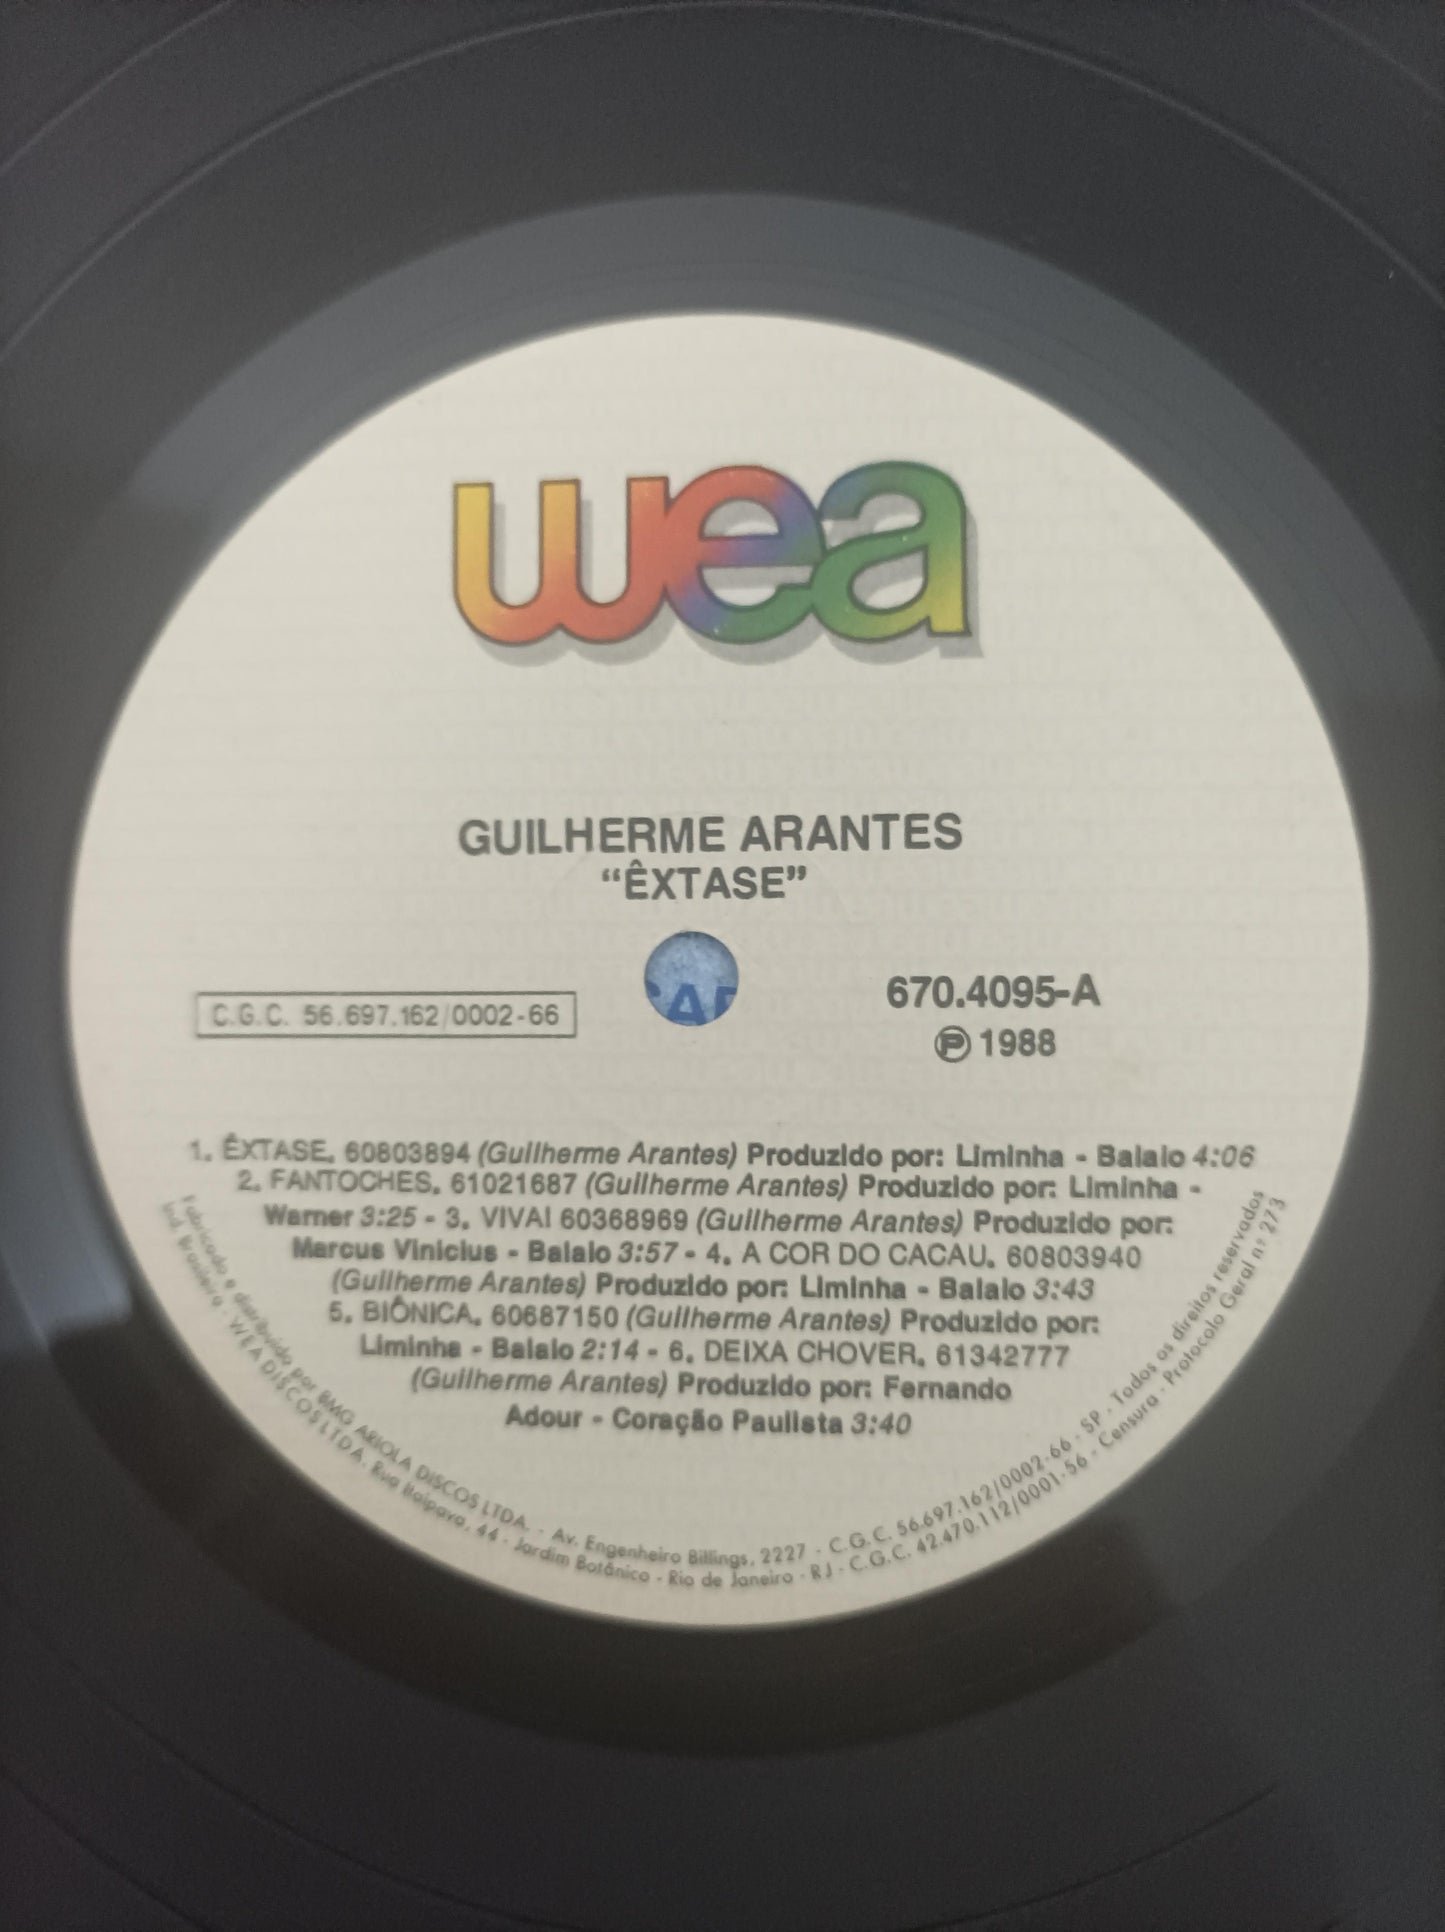 wea
GUILHERME ARANTES
“ÊXTASE”
C.G.C. 56.697.162/0002-66
670.4095-A
Ⓟ 1988
1. ÊXTASE. 60803894 (Guilherme Arantes) Produzido por: Liminha - Balaio 4:06
2. FANTOCHES. 61021687 (Guilherme Arantes) Produzido por: Liminha -
Warner 3:25 - 3. VIVA! 60368969 (Guilherme Arantes) Produzido por:
Marcus Vinicius - Balaio 3:57 - 4. A COR DO CACAU. 60803940
(Guilherme Arantes) Produzido por: Liminha - Balaio 3:43
5. BIÔNICA. 60687150 (Guilherme Arantes) Produzido por:
Liminha - Balaio 2:14 - 6. DEIXA CHOVER. 61342777
(Guilherme Arantes) Produzido por: Fernando
Adour - Coração Paulista 3:40
Fabricado e distribuído por BMG ARIOLA DISCOS LTDA. - Av. Engenheiro Billings, 2227 - C.G.C. 56.697.162/0002-66 - SP - Todos os direitos reservados
Ind. Brasileira - WEA DISCOS LTDA. Rua Itaipava, 44 - Jardim Botânico - Rio de Janeiro - RJ - C.G.C. 42.470.112/0001-56 - Censura - Protocolo Geral nº 273